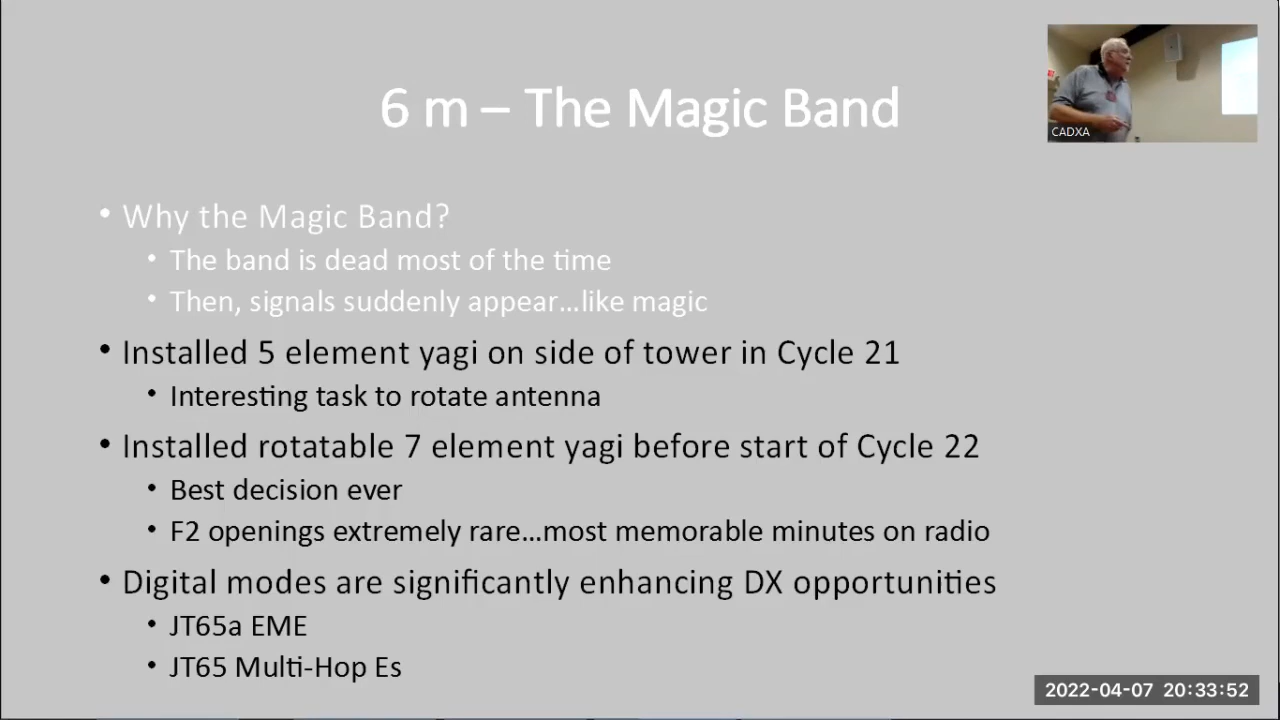 6 m – The Magic Band
CADXA
• Why the Magic Band?
• The band is dead most of the time
• Then, signals suddenly appear...like magic
• Installed 5 element yagi on side of tower in Cycle 21
• Interesting task to rotate antenna
• Installed rotatable 7 element yagi before start of Cycle 22
• Best decision ever
• F2 openings extremely rare...most memorable minutes on radio
• Digital modes are significantly enhancing DX opportunities
• JT65a EME
• JT65 Multi-Hop Es
2022-04-07 20:33:52